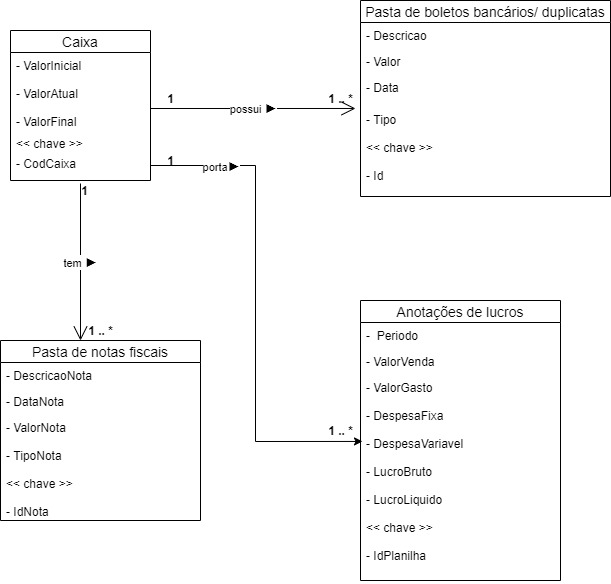 Caixa
- ValorInicial
- ValorAtual
- ValorFinal
<< chave >>
- CodCaixa
1
possui ►
1 .. *
Pasta de boletos bancários/ duplicatas
- Descricao
- Valor
- Data
- Tipo
<< chave >>
- Id
1
porta►
1 .. *
1
tem ►
1 .. *
Pasta de notas fiscais
- DescricaoNota
- DataNota
- ValorNota
- TipoNota
<< chave >>
- IdNota
Anotações de lucros
- Periodo
- ValorVenda
- ValorGasto
- DespesaFixa
- DespesaVariavel
- LucroBruto
- LucroLiquido
<< chave >>
- IdPlanilha